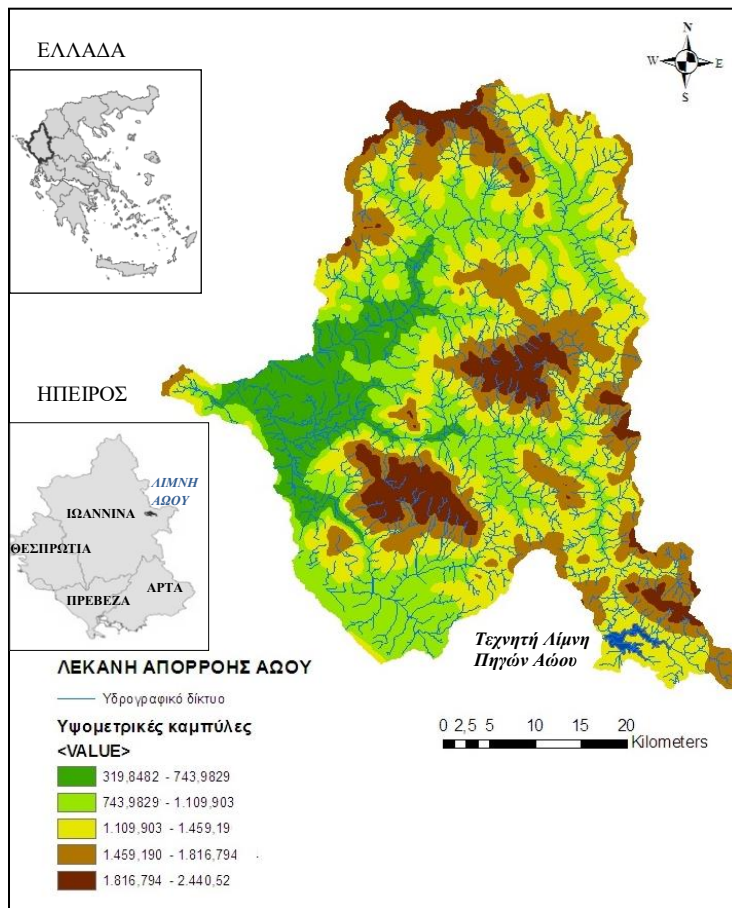 ΕΛΛΑΔΑ
N
W
E
S
ΗΠΕΙΡΟΣ
ΛΙΜΝΗ
ΑΩΟΥ
ΙΩΑΝΝΙΝΑ
ΘΕΣΠΡΩΤΙΑ
ΑΡΤΑ
ΠΡΕΒΕΖΑ
Τεχνητή Λίμνη
Πηγών Αώου
ΛΕΚΑΝΗ ΑΠΟΡΡΟΗΣ ΑΩΟΥ
Υδρογραφικό δίκτυο
Υψομετρικές καμπύλες
<VALUE>
319,8482 - 743,9829
743,9829 - 1.109,903
1.109,903 - 1.459,19
1.459,190 - 1.816,794
1.816,794 - 2.440,52
0 2,5 5 10 15 20
Kilometers